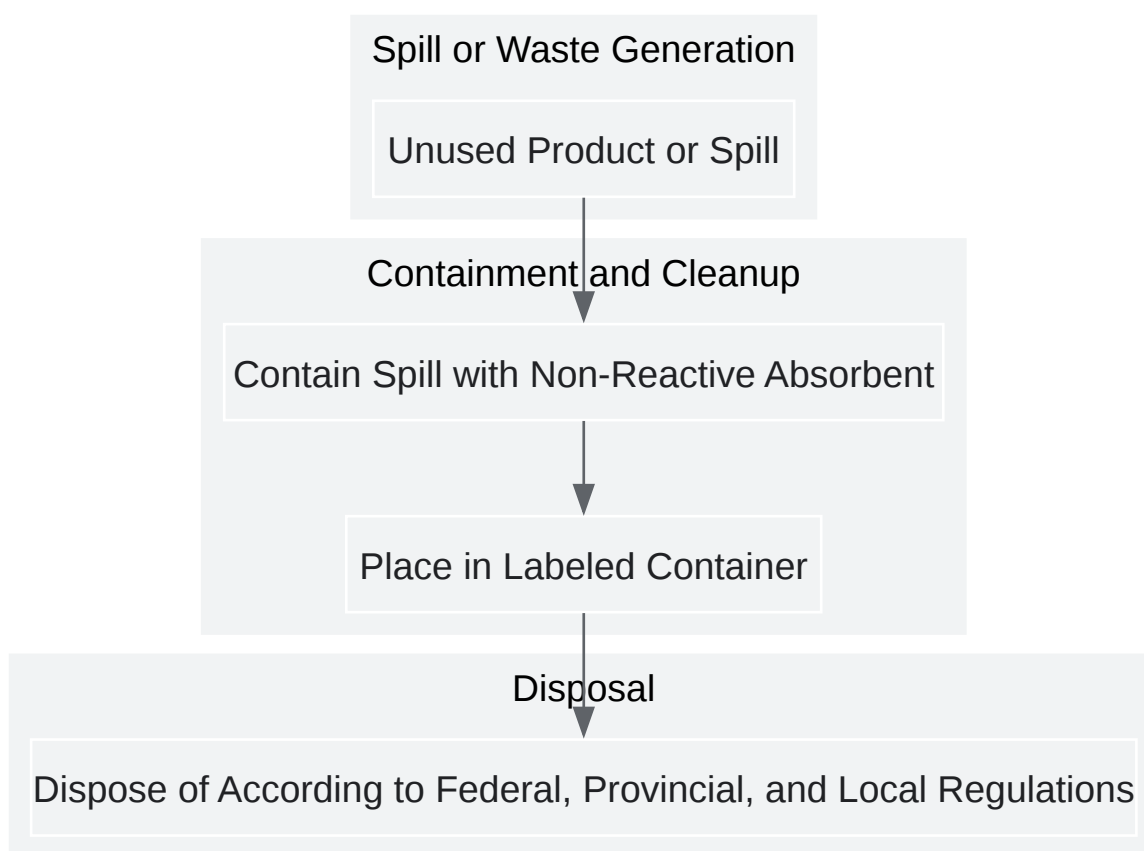 Spill or Waste Generation
Unused Product or Spill
Containment and Cleanup
Contain Spill with Non-Reactive Absorbent
Place in Labeled Container
Disposal
Dispose of According to Federal, Provincial, and Local Regulations